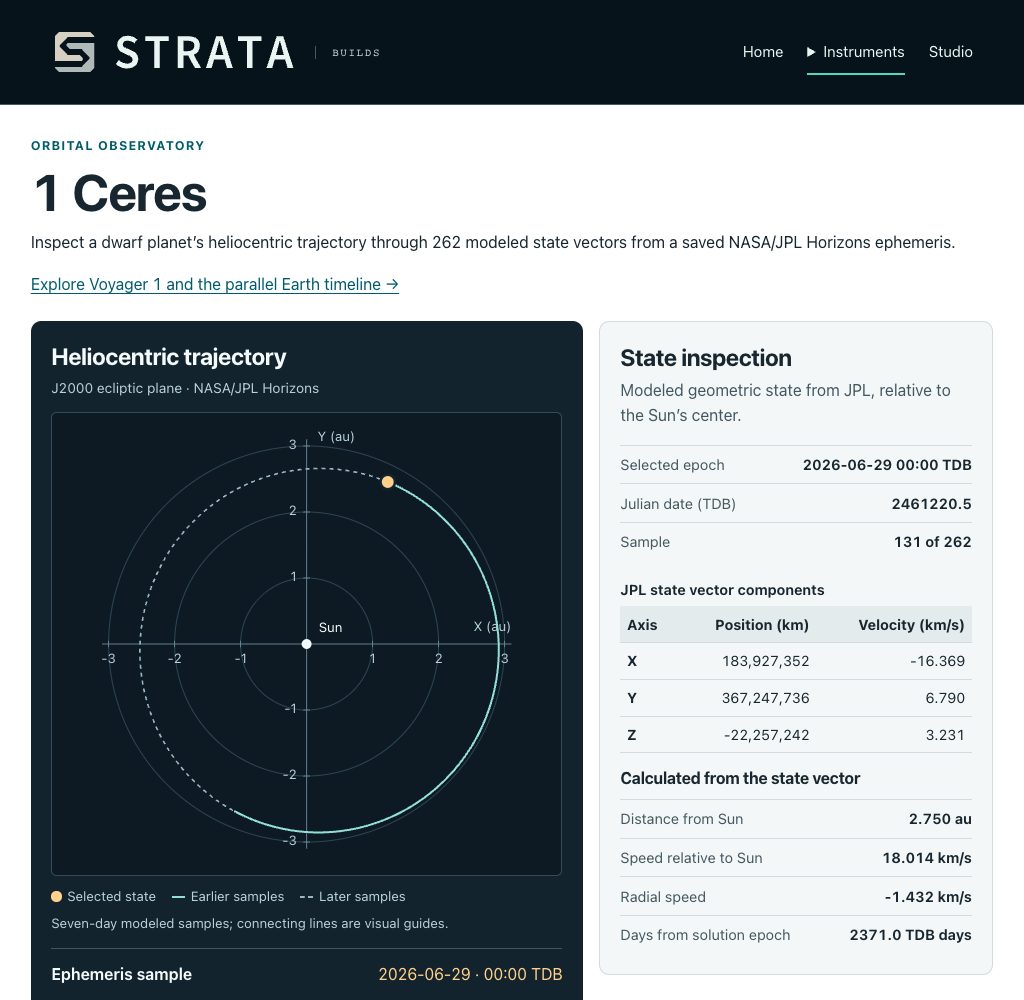 STRATA
BUILDS
Home
Instruments
Studio
ORBITAL OBSERVATORY
1 Ceres
Inspect a dwarf planet’s heliocentric trajectory through 262 modeled state vectors from a saved NASA/JPL Horizons ephemeris.
Explore Voyager 1 and the parallel Earth timeline →
Heliocentric trajectory
J2000 ecliptic plane · NASA/JPL Horizons
Y (au)
3
2
1
Sun
X (au)
-3
-2
-1
1
2
3
-1
-2
-3
Selected state
Earlier samples
Later samples
Seven-day modeled samples; connecting lines are visual guides.
Ephemeris sample
2026-06-29 · 00:00 TDB
State inspection
Modeled geometric state from JPL, relative to
the Sun’s center.
Selected epoch 2026-06-29 00:00 TDB
Julian date (TDB) 2461220.5
Sample 131 of 262
JPL state vector components
Axis Position (km) Velocity (km/s)
X 183,927,352 -16.369
Y 367,247,736 6.790
Z -22,257,242 3.231
Calculated from the state vector
Distance from Sun 2.750 au
Speed relative to Sun 18.014 km/s
Radial speed -1.432 km/s
Days from solution epoch 2371.0 TDB days